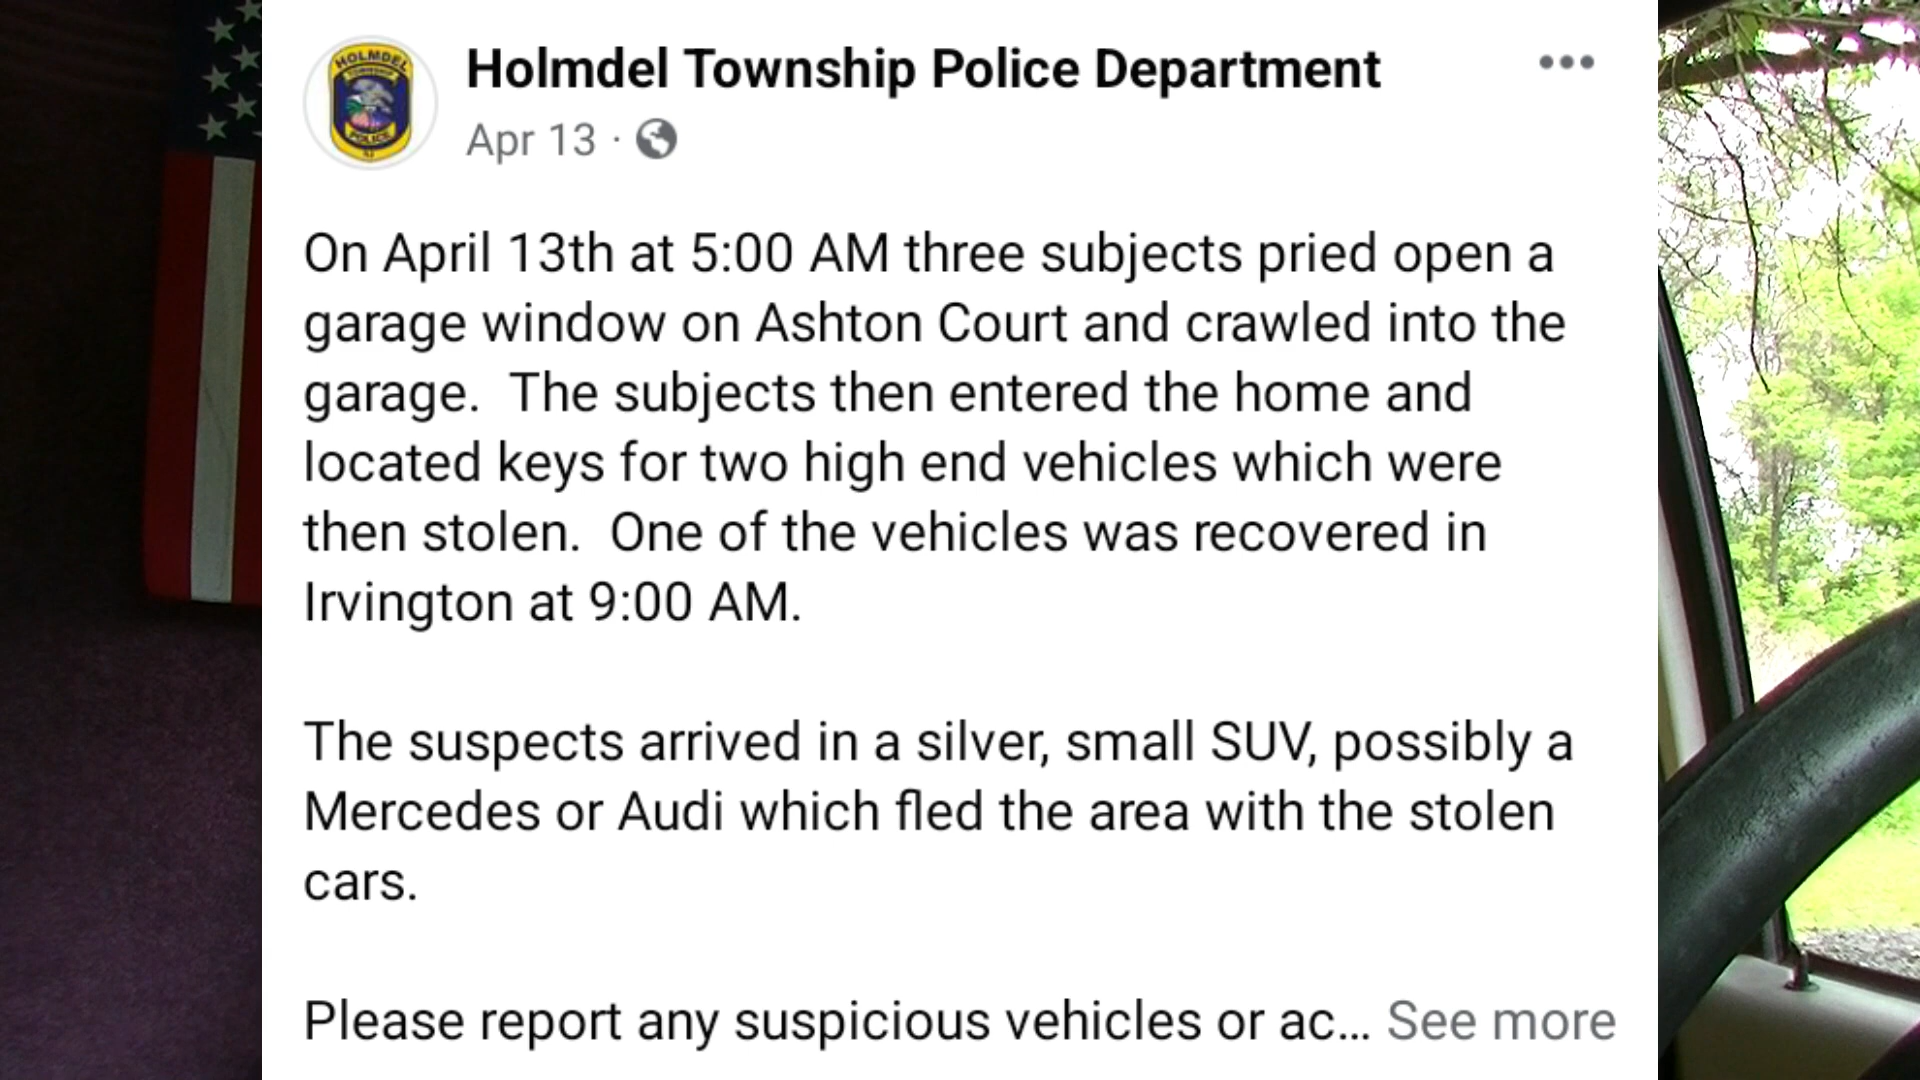 HOLMDEL
TOWNSHIP
POLICE
NJ
Holmdel Township Police Department
Apr 13 ·
On April 13th at 5:00 AM three subjects pried open a
garage window on Ashton Court and crawled into the
garage.  The subjects then entered the home and
located keys for two high end vehicles which were
then stolen.  One of the vehicles was recovered in
Irvington at 9:00 AM.
The suspects arrived in a silver, small SUV, possibly a
Mercedes or Audi which fled the area with the stolen
cars.
Please report any suspicious vehicles or ac... See more